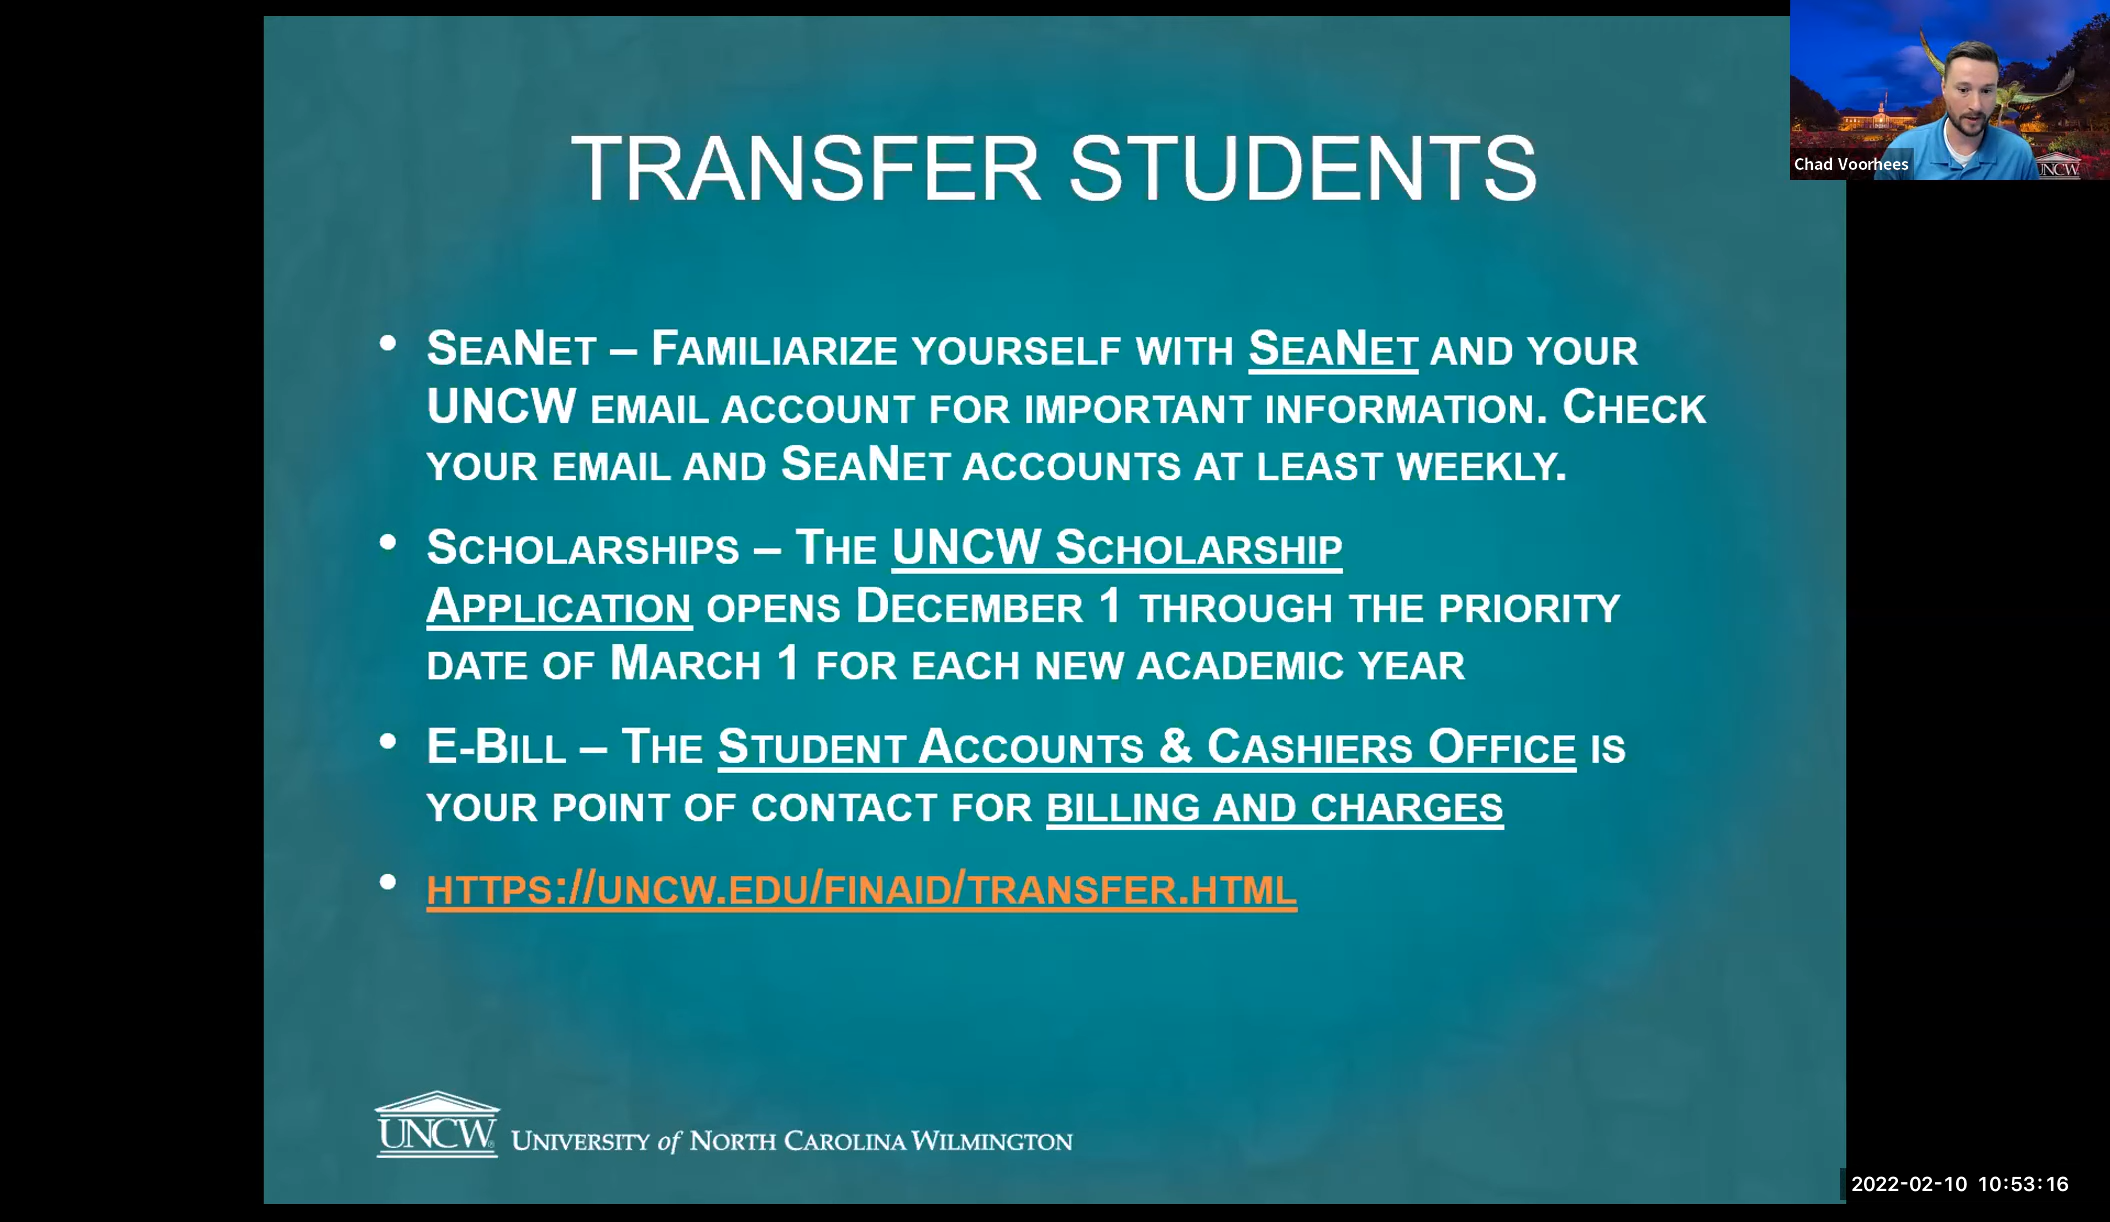 TRANSFER STUDENTS
Chad Voorhees
UNCW
• SEANET – FAMILIARIZE YOURSELF WITH SEANET AND YOUR
UNCW EMAIL ACCOUNT FOR IMPORTANT INFORMATION. CHECK
YOUR EMAIL AND SEANET ACCOUNTS AT LEAST WEEKLY.
• SCHOLARSHIPS – THE UNCW SCHOLARSHIP
APPLICATION OPENS DECEMBER 1 THROUGH THE PRIORITY
DATE OF MARCH 1 FOR EACH NEW ACADEMIC YEAR
• E-BILL – THE STUDENT ACCOUNTS & CASHIERS OFFICE IS
YOUR POINT OF CONTACT FOR BILLING AND CHARGES
• HTTPS://UNCW.EDU/FINAID/TRANSFER.HTML
UNCW® UNIVERSITY of NORTH CAROLINA WILMINGTON
2022-02-10 10:53:16